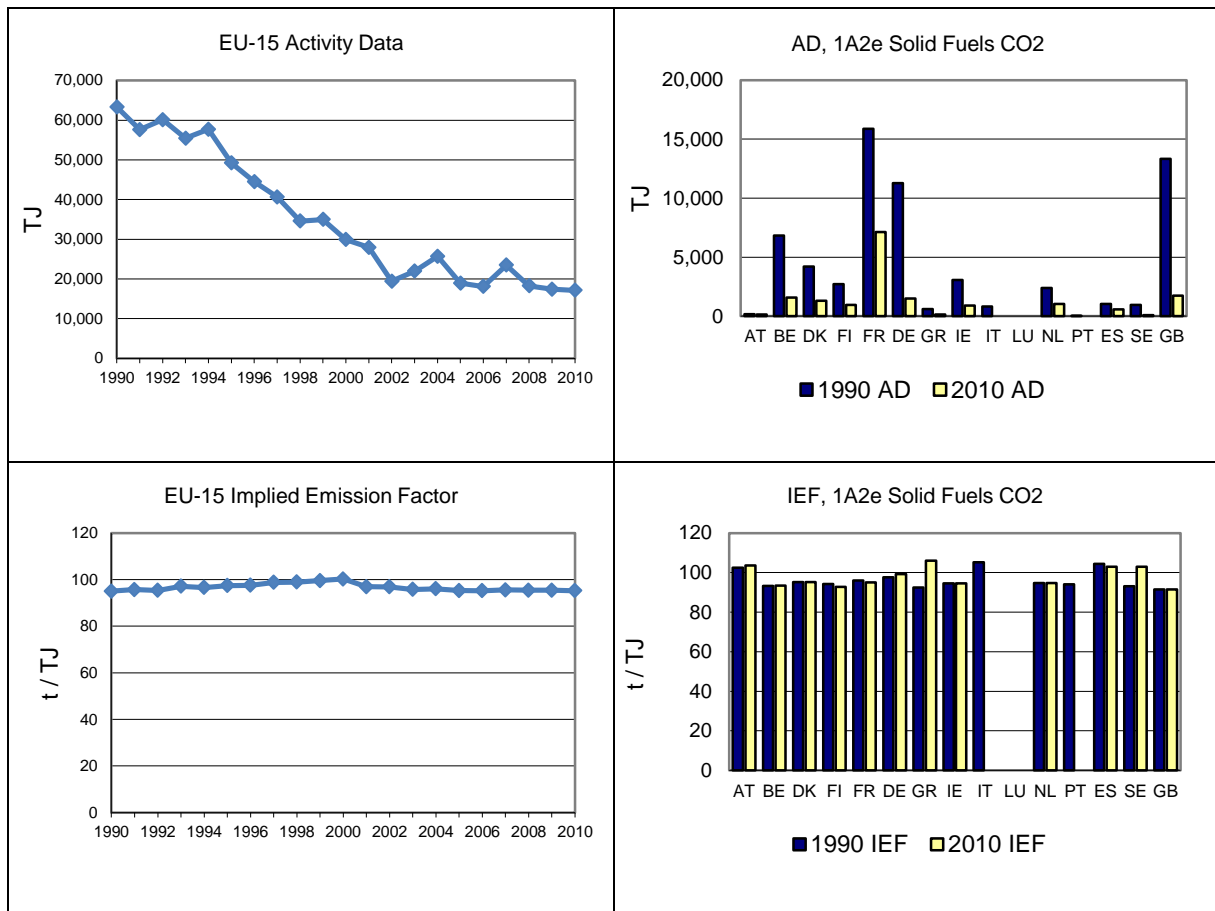 EU-15 Activity Data
TJ
70,000
60,000
50,000
40,000
30,000
20,000
10,000
0
1990 1992 1994 1996 1998 2000 2002 2004 2006 2008 2010
AD, 1A2e Solid Fuels CO2
TJ
20,000
15,000
10,000
5,000
0
AT BE DK FI FR DE GR IE IT LU NL PT ES SE GB
1990 AD 2010 AD
EU-15 Implied Emission Factor
t / TJ
120
100
80
60
40
20
0
1990 1992 1994 1996 1998 2000 2002 2004 2006 2008 2010
IEF, 1A2e Solid Fuels CO2
t / TJ
120
100
80
60
40
20
0
AT BE DK FI FR DE GR IE IT LU NL PT ES SE GB
1990 IEF 2010 IEF